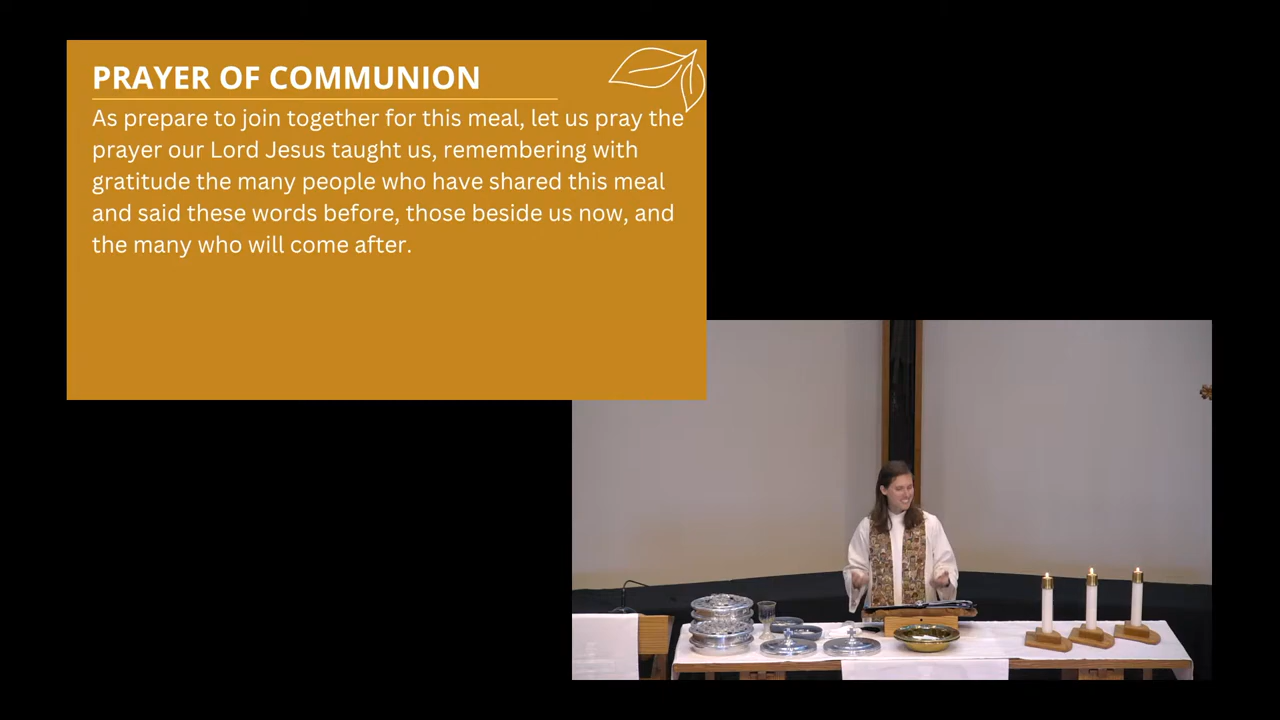 PRAYER OF COMMUNION
As prepare to join together for this meal, let us pray the
prayer our Lord Jesus taught us, remembering with
gratitude the many people who have shared this meal
and said these words before, those beside us now, and
the many who will come after.